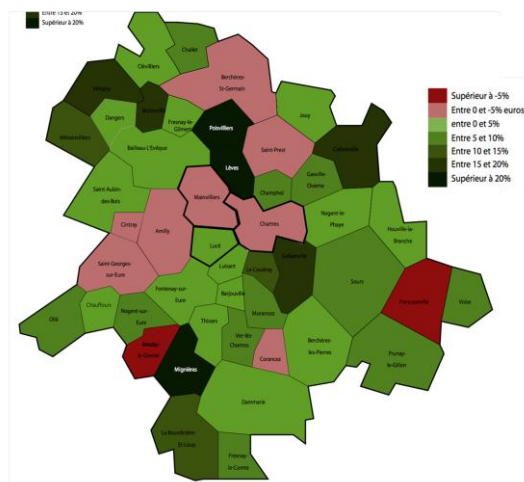 Entre 15 et 20%
Supérieur à 20%
Clévilliers
Challet
Berchères-
St-Germain
Dangers
Fresnay-le-
Gilmert
Poisvilliers
Jouy
Bailleau L'Evêque
Lèves
Saint-Prest
Champhol
Gasville-
Oisème
Saint-Aubin-
des-Bois
Mainvilliers
Chartres
Nogent-le-
Phaye
Houville-la-
Branche
Cintray
Amilly
Lucé
Saint-Georges-
sur-Eure
Luisant
Le Coudray
Sours
Voise
Fontenay-sur-
Eure
Barjouville
Ollé
Chauffours
Nogent-sur-
Eure
Thivars
Ver-lès-
Chartres
Morancez
Corancez
Berchères-
les-Pierres
Prunay-
le-Gillon
Mignières
Dammarie
La Bourdinière-
St-Loup
Fresnay-
le-Comte
Supérieur à -5%
Entre 0 et -5% euros
entre 0 et 5%
Entre 5 et 10%
Entre 10 et 15%
Entre 15 et 20%
Supérieur à 20%